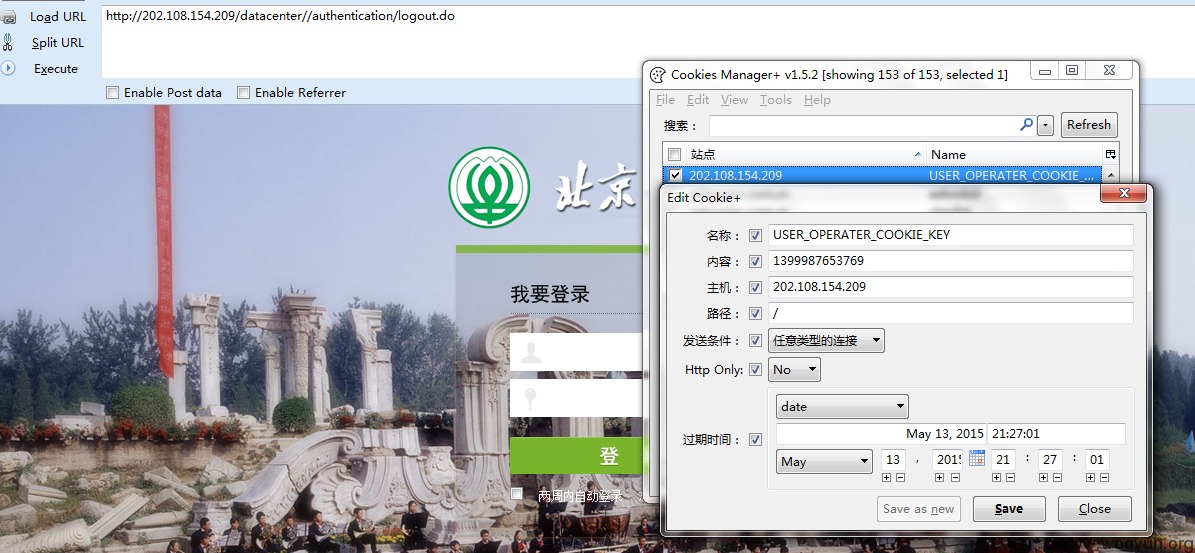 Load URL
http://202.108.154.209/datacenter//authentication/logout.do
Split URL
Execute
Enable Post data
Enable Referrer
Cookies Manager+ v1.5.2 [showing 153 of 153, selected 1]
File Edit View Tools Help
搜索：
Refresh
站点
Name
202.108.154.209
USER_OPERATER_COOKIE_...
Edit Cookie+
名称：
USER_OPERATER_COOKIE_KEY
内容：
1399987653769
主机：
202.108.154.209
路径：
/
发送条件：
任意类型的连接
Http Only:
No
date
过期时间：
May 13, 2015
21:27:01
May
13 , 2015
21 : 27 : 01
Save as new
Save
Close
北京
我要登录
登
两周内自动登录